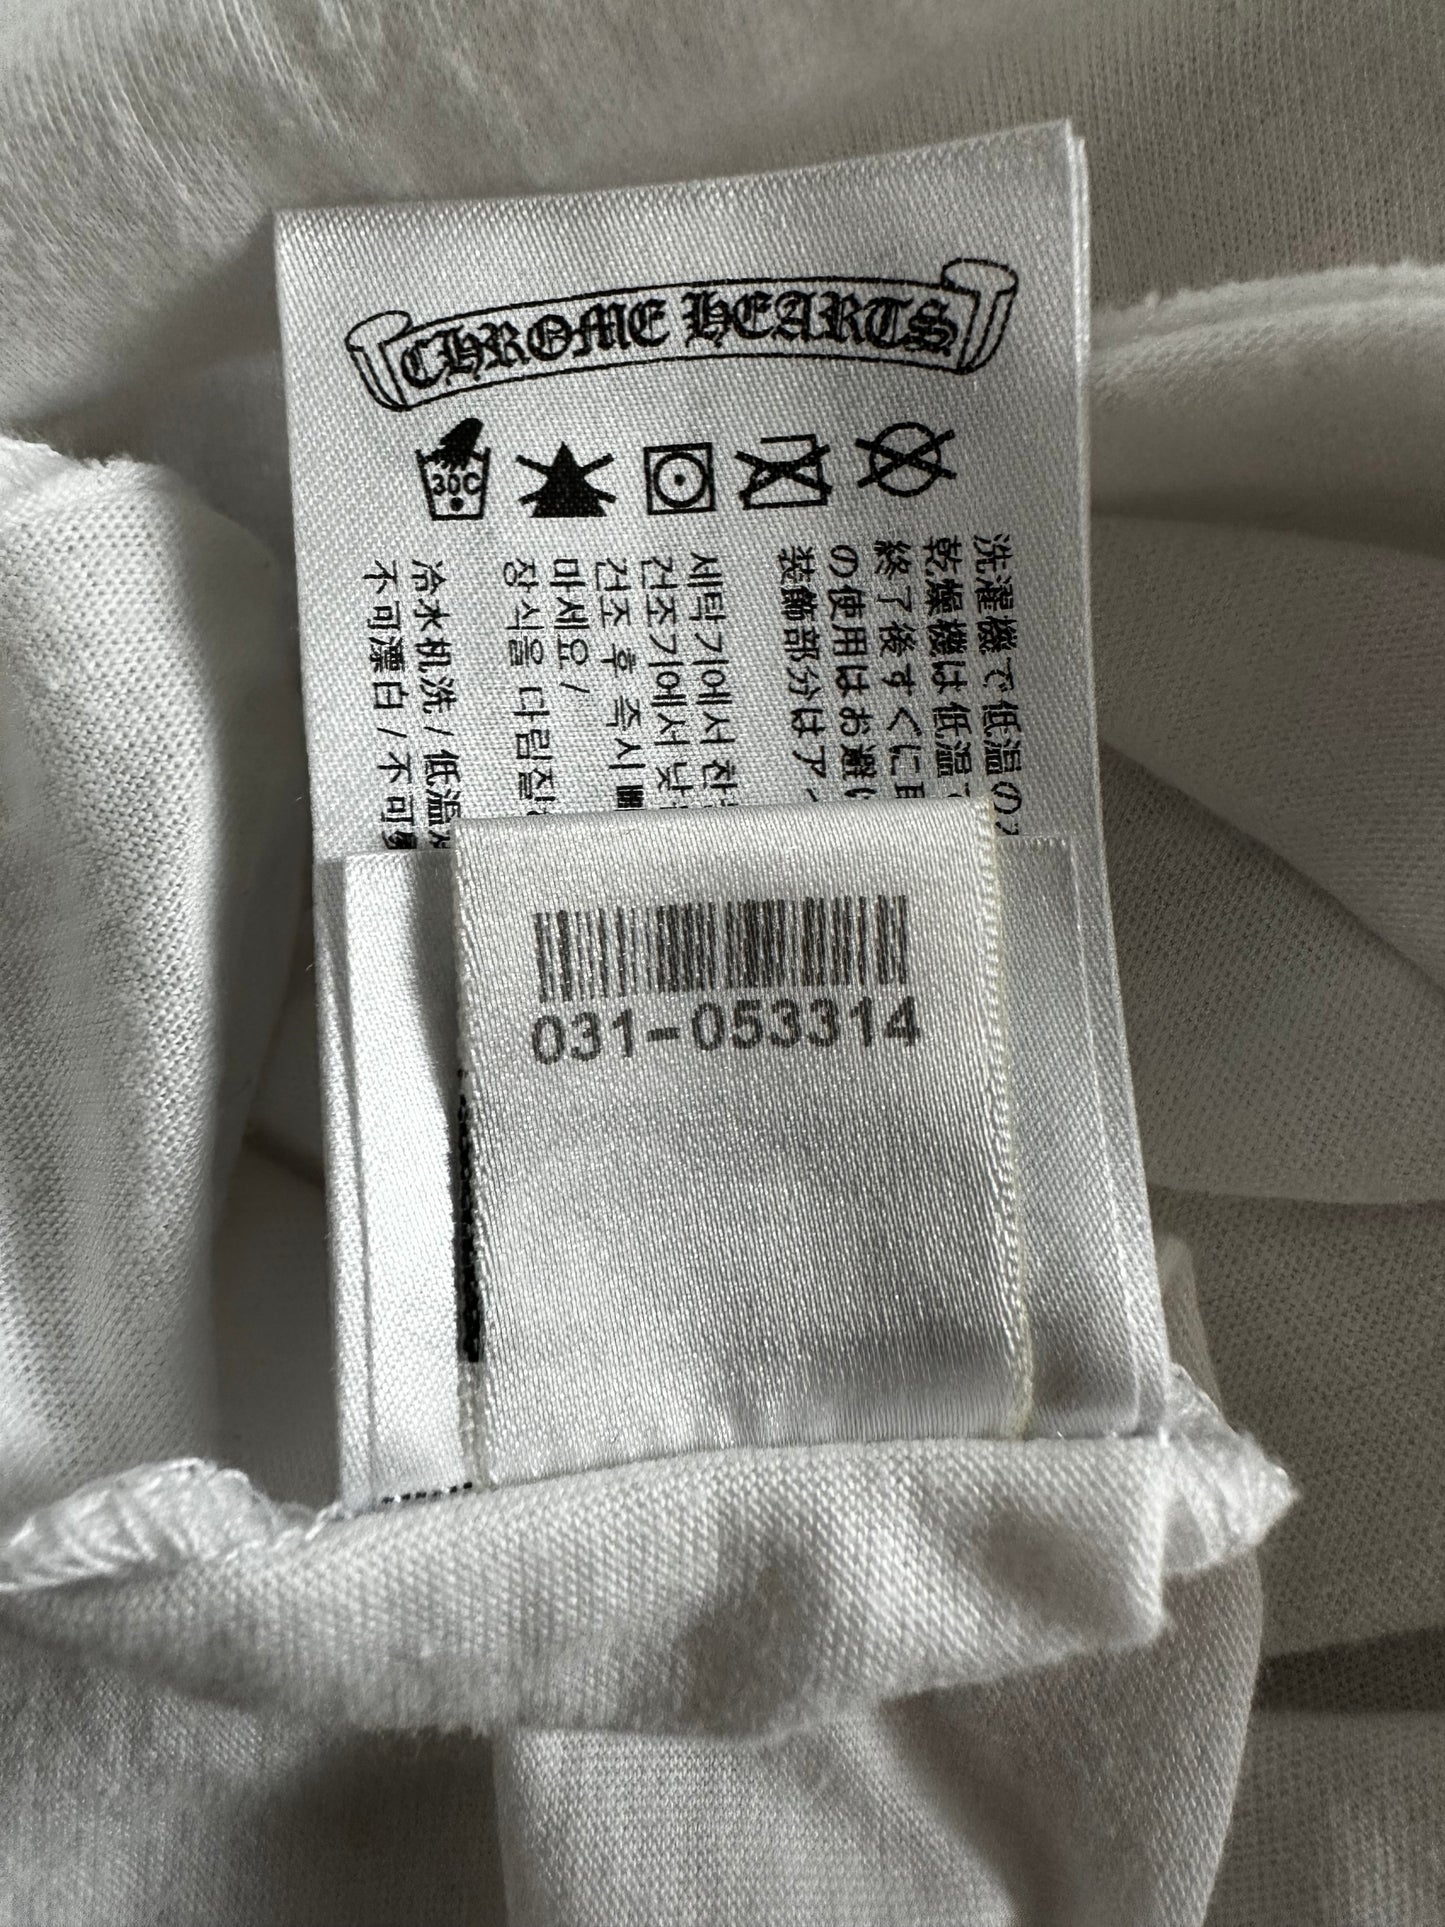 CHROME HEARTS
30C
洗濯機で低温の
乾燥機は低温で
終了後すぐに
の使用はお避け
装飾部分はア
세탁기에서 찬
건조기에서 낮
건조 후 즉시
마세요 /
장식을 다림질
冷水机洗 / 低温
不可漂白 / 不可
031-053314